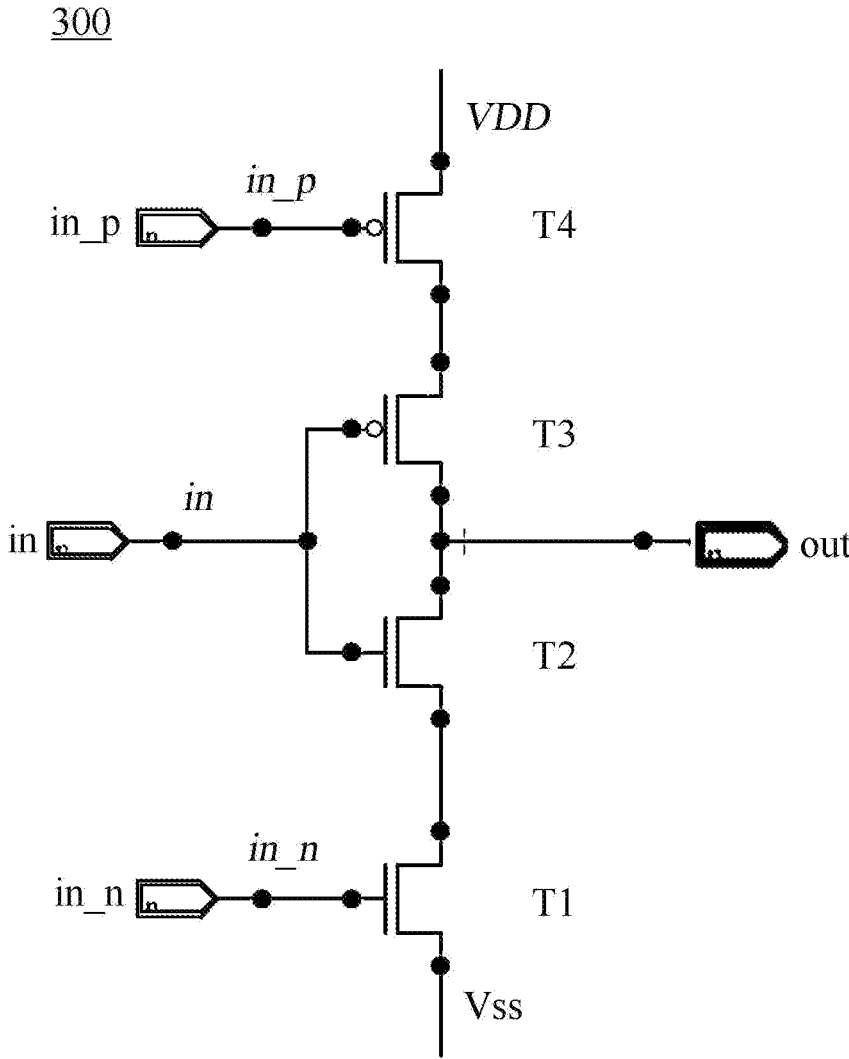 300
VDD
in_p
in_p
T4
T3
in
in
out
T2
in_n
in_n
T1
Vss